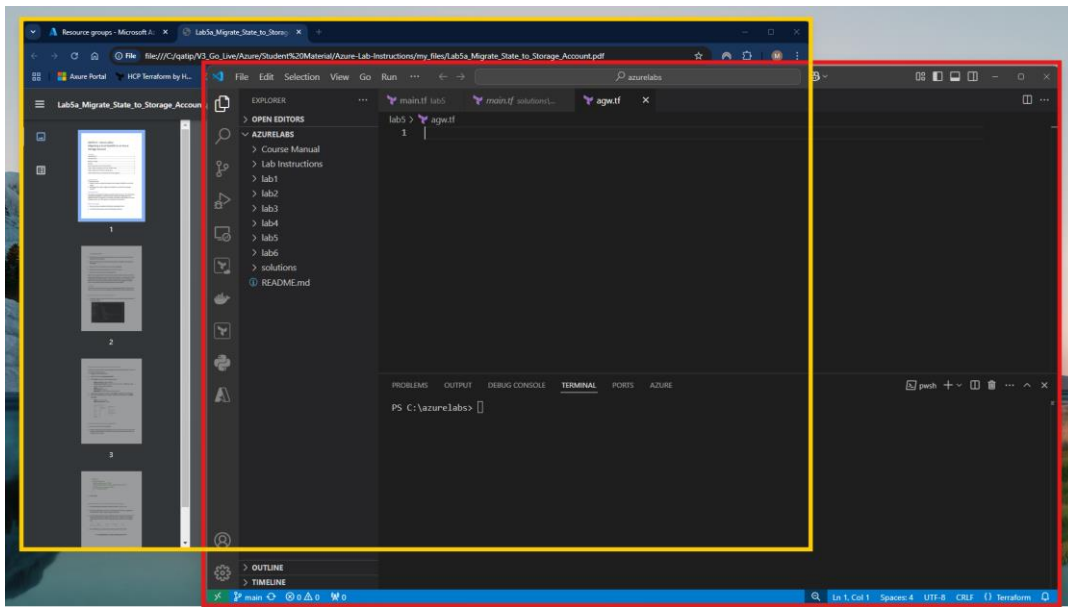 Resource groups - Microsoft A:
Lab5a_Migrate_State_to_Storag
File file:///C:/qatip/V3_Go_Live/Azure/Student%20Material/Azure-Lab-Instructions/my_files/Lab5a_Migrate_State_to_Storage_Account.pdf
Azure Portal
HCP Terraform by H...
Lab5a_Migrate_State_to_Storage_Accoun
1
2
3
File Edit Selection View Go Run ···
azurelabs
EXPLORER ···
main.tf lab5
main.tf solutions\...
agw.tf
OPEN EDITORS
lab5 > agw.tf
AZURELABS
1
Course Manual
Lab Instructions
lab1
lab2
lab3
lab4
lab5
lab6
solutions
README.md
PROBLEMS OUTPUT DEBUG CONSOLE TERMINAL PORTS AZURE
pwsh
PS C:\azurelabs>
OUTLINE
TIMELINE
main 0 0 0 Ln 1, Col 1 Spaces: 4 UTF-8 CRLF {} Terraform